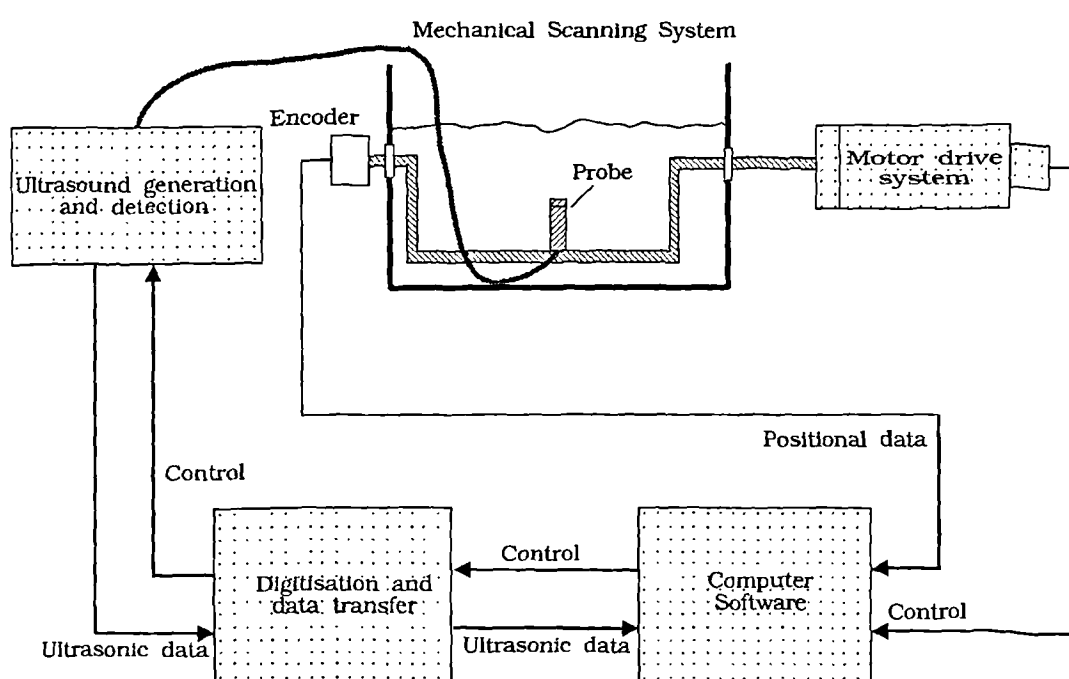 Mechanical Scanning System
Encoder
Ultrasound generation
and detection
Probe
Motor drive
system
Positional data
Control
Control
Digitisation and
data transfer
Computer
Software
Control
Ultrasonic data
Ultrasonic data